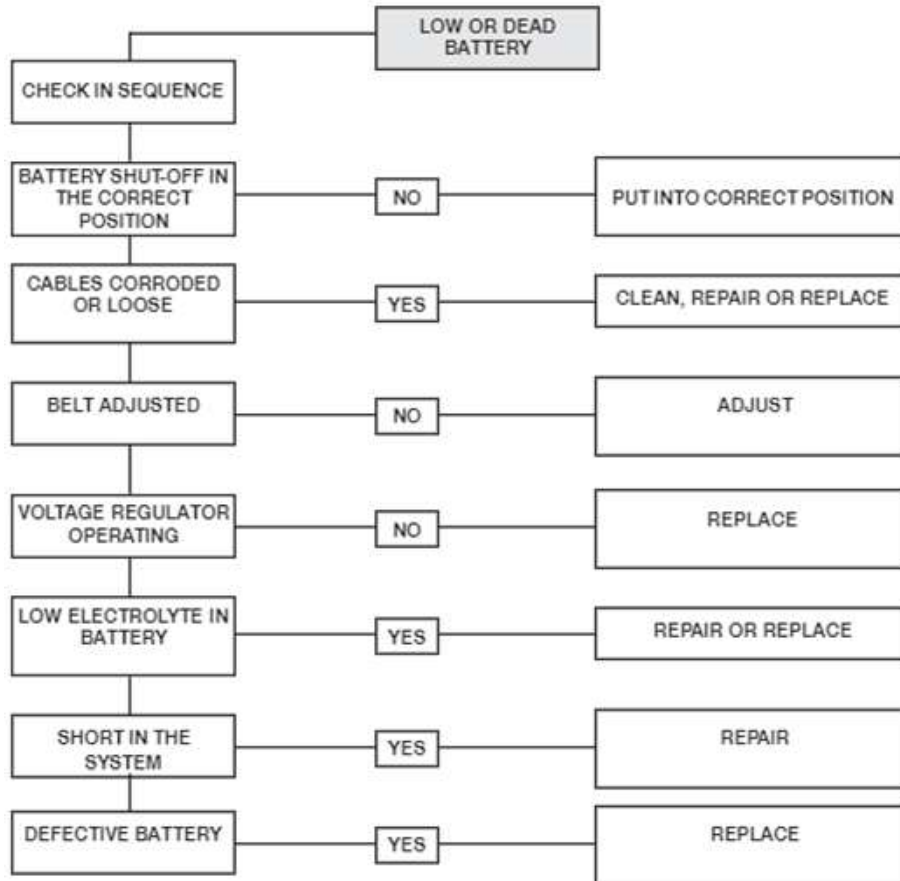 LOW OR DEAD
BATTERY
CHECK IN SEQUENCE
BATTERY SHUT-OFF IN
THE CORRECT
POSITION
NO
PUT INTO CORRECT POSITION
CABLES CORRODED
OR LOOSE
YES
CLEAN, REPAIR OR REPLACE
BELT ADJUSTED
NO
ADJUST
VOLTAGE REGULATOR
OPERATING
NO
REPLACE
LOW ELECTROLYTE IN
BATTERY
YES
REPAIR OR REPLACE
SHORT IN THE
SYSTEM
YES
REPAIR
DEFECTIVE BATTERY
YES
REPLACE